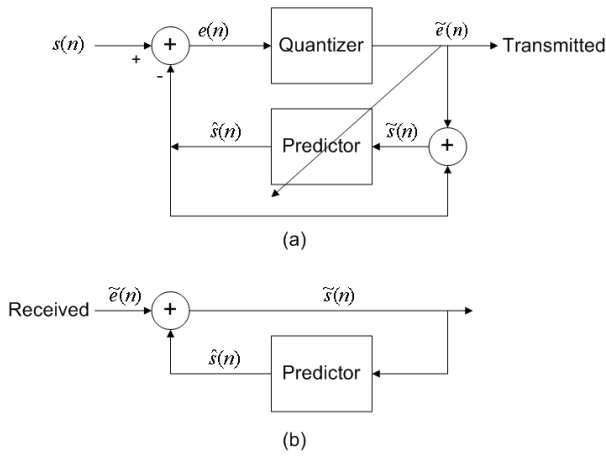 s(n) + - + e(n) Quantizer ẽ(n) Transmitted
ŝ(n) Predictor s̃(n) +
(a)
Received ẽ(n) + s̃(n)
ŝ(n) Predictor
(b)